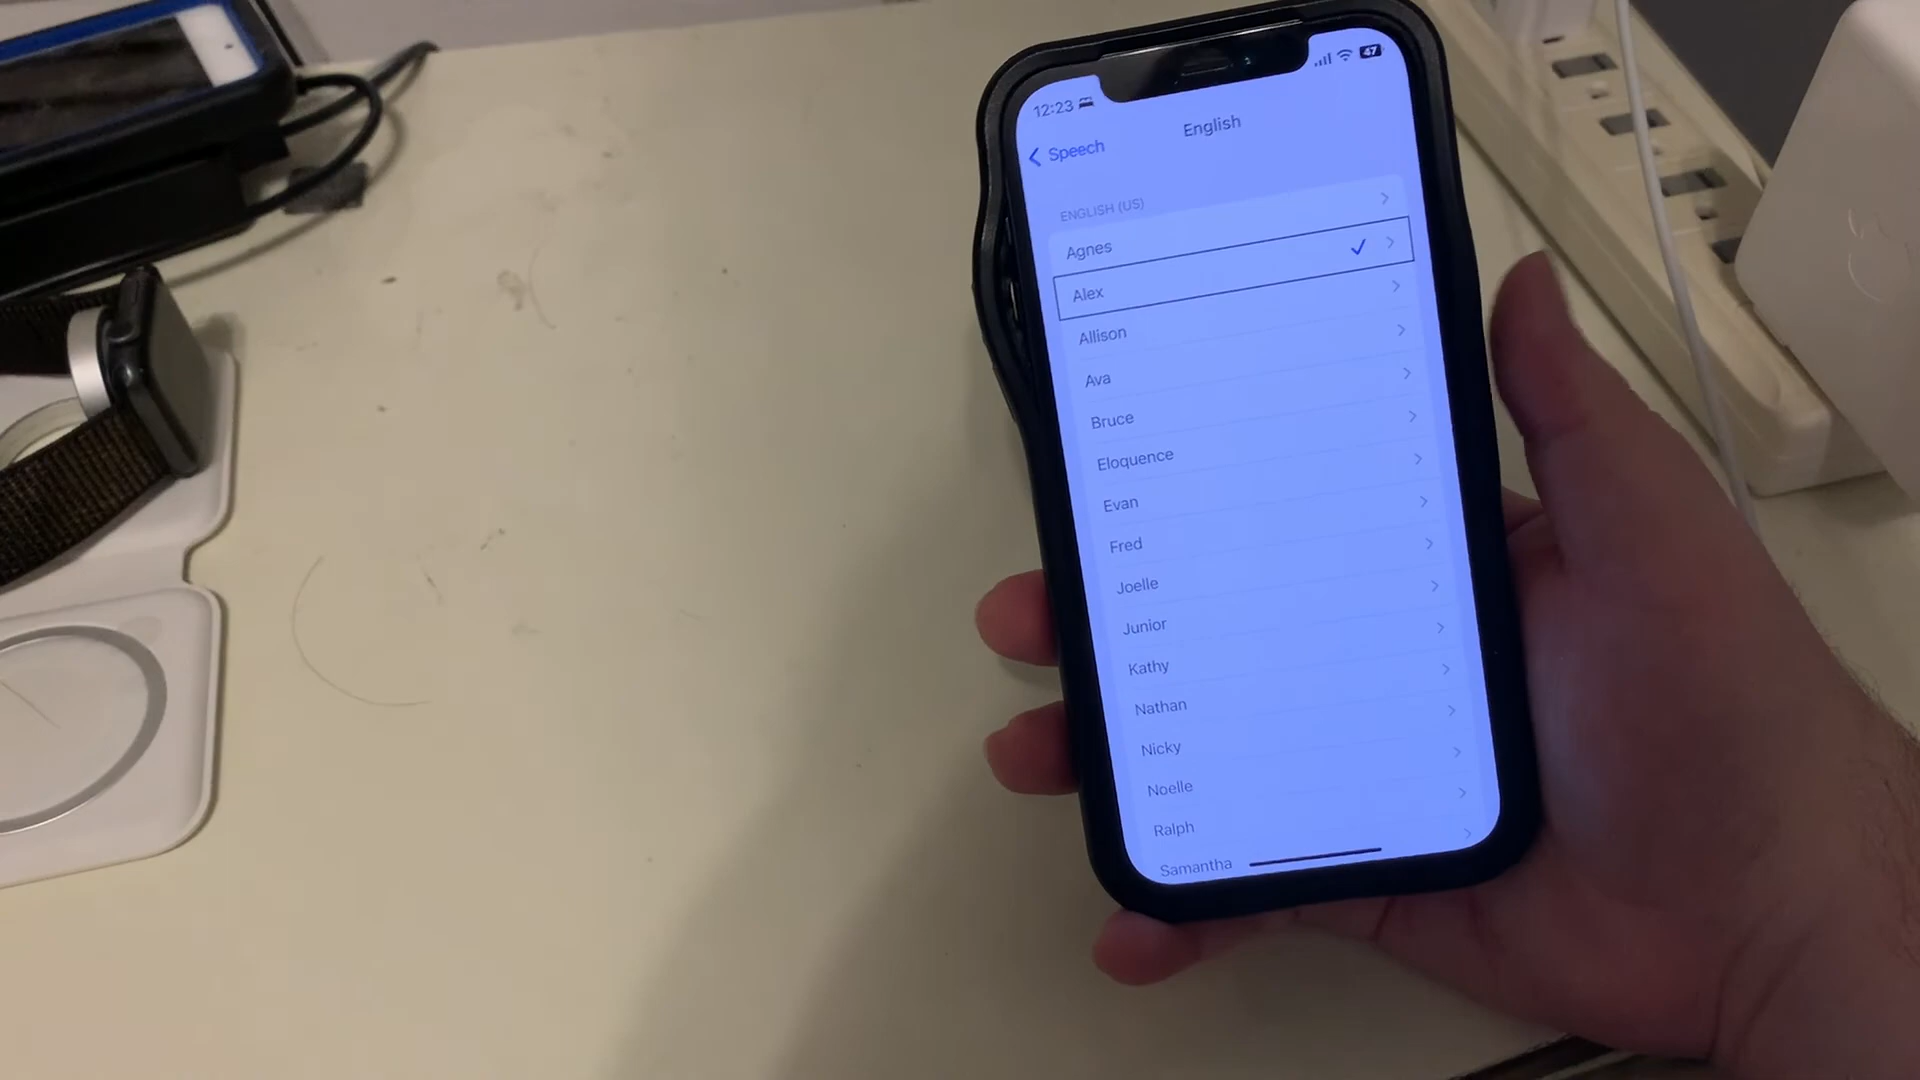 12:23
47
Speech
English
ENGLISH (US)
Agnes
Alex
Allison
Ava
Bruce
Eloquence
Evan
Fred
Joelle
Junior
Kathy
Nathan
Nicky
Noelle
Ralph
Samantha